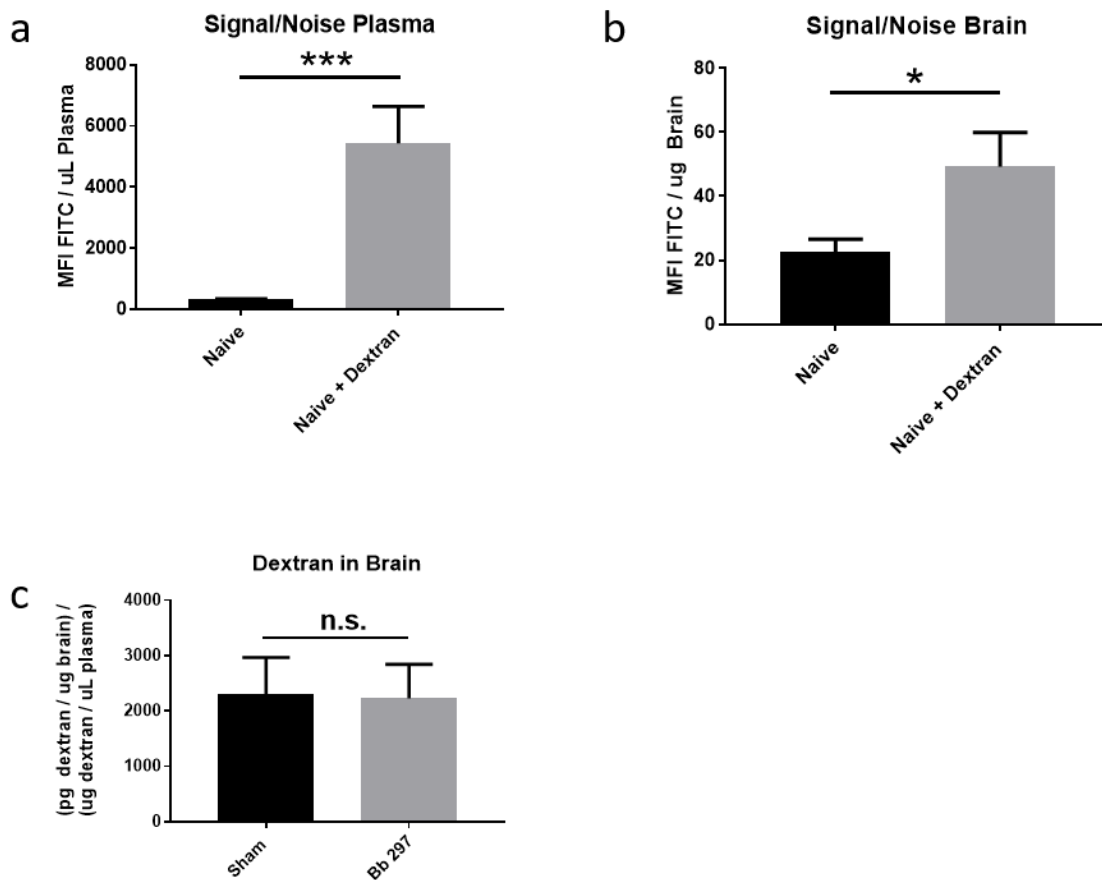 a
Signal/Noise Plasma
MFI FITC / uL Plasma
8000
6000
4000
2000
0
***
Naive
Naive + Dextran
b
Signal/Noise Brain
MFI FITC / ug Brain
80
60
40
20
0
*
Naive
Naive + Dextran
c
Dextran in Brain
(pg dextran / ug brain) /
(ug dextran / uL plasma)
4000
3000
2000
1000
0
n.s.
Sham
Bb 297